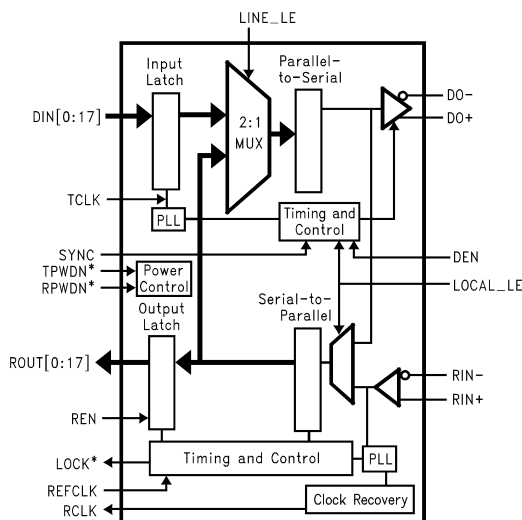 LINE_LE
Input
Latch
Parallel-
to-Serial
DIN[0:17]
2:1
MUX
DO-
DO+
TCLK
PLL
Timing and
Control
SYNC
DEN
TPWDN*
RPWDN*
Power
Control
LOCAL_LE
Output
Latch
Serial-to-
Parallel
ROUT[0:17]
RIN-
RIN+
REN
LOCK*
Timing and Control
PLL
REFCLK
RCLK
Clock Recovery